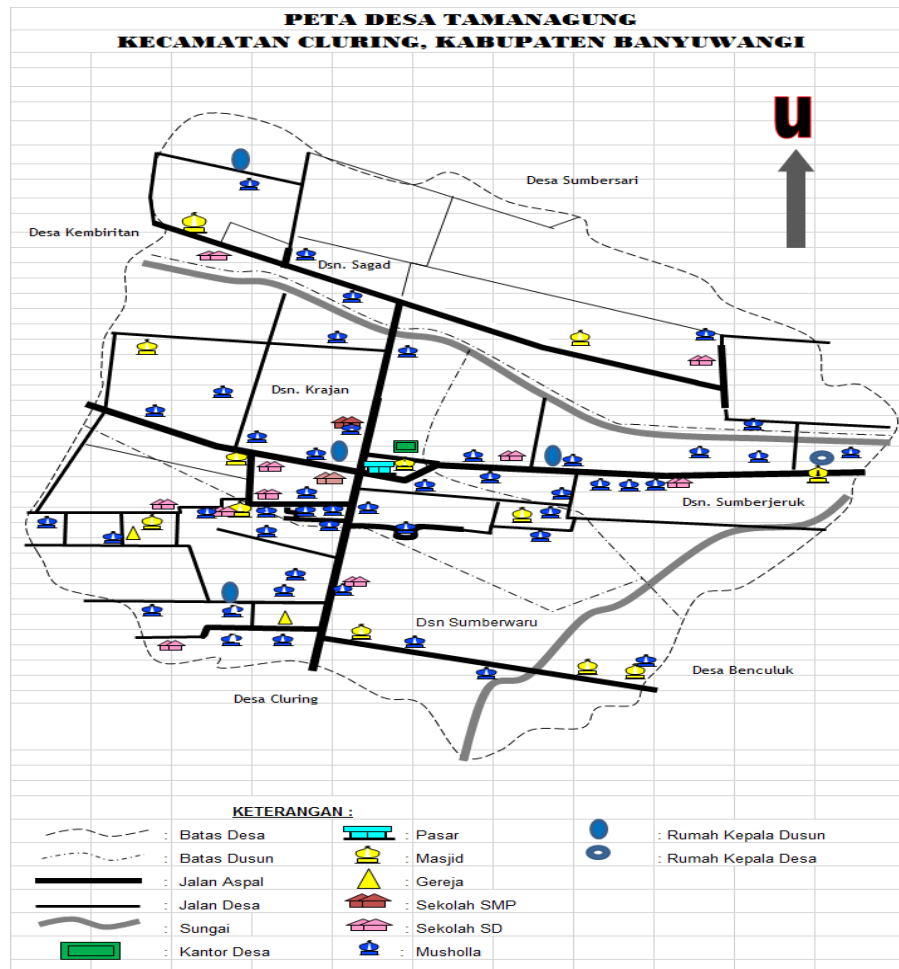 PETA DESA TAMANAGUNG
KECAMATAN CLURING, KABUPATEN BANYUWANGI
u
Desa Sumbersari
Desa Kembiritan
Dsn. Sagad
Dsn. Krajan
Dsn. Sumberjeruk
Dsn Sumberwaru
Desa Benculuk
Desa Cluring
KETERANGAN :
: Batas Desa
: Pasar
: Rumah Kepala Dusun
: Batas Dusun
: Masjid
: Rumah Kepala Desa
: Jalan Aspal
: Gereja
: Jalan Desa
: Sekolah SMP
: Sungai
: Sekolah SD
: Kantor Desa
: Musholla